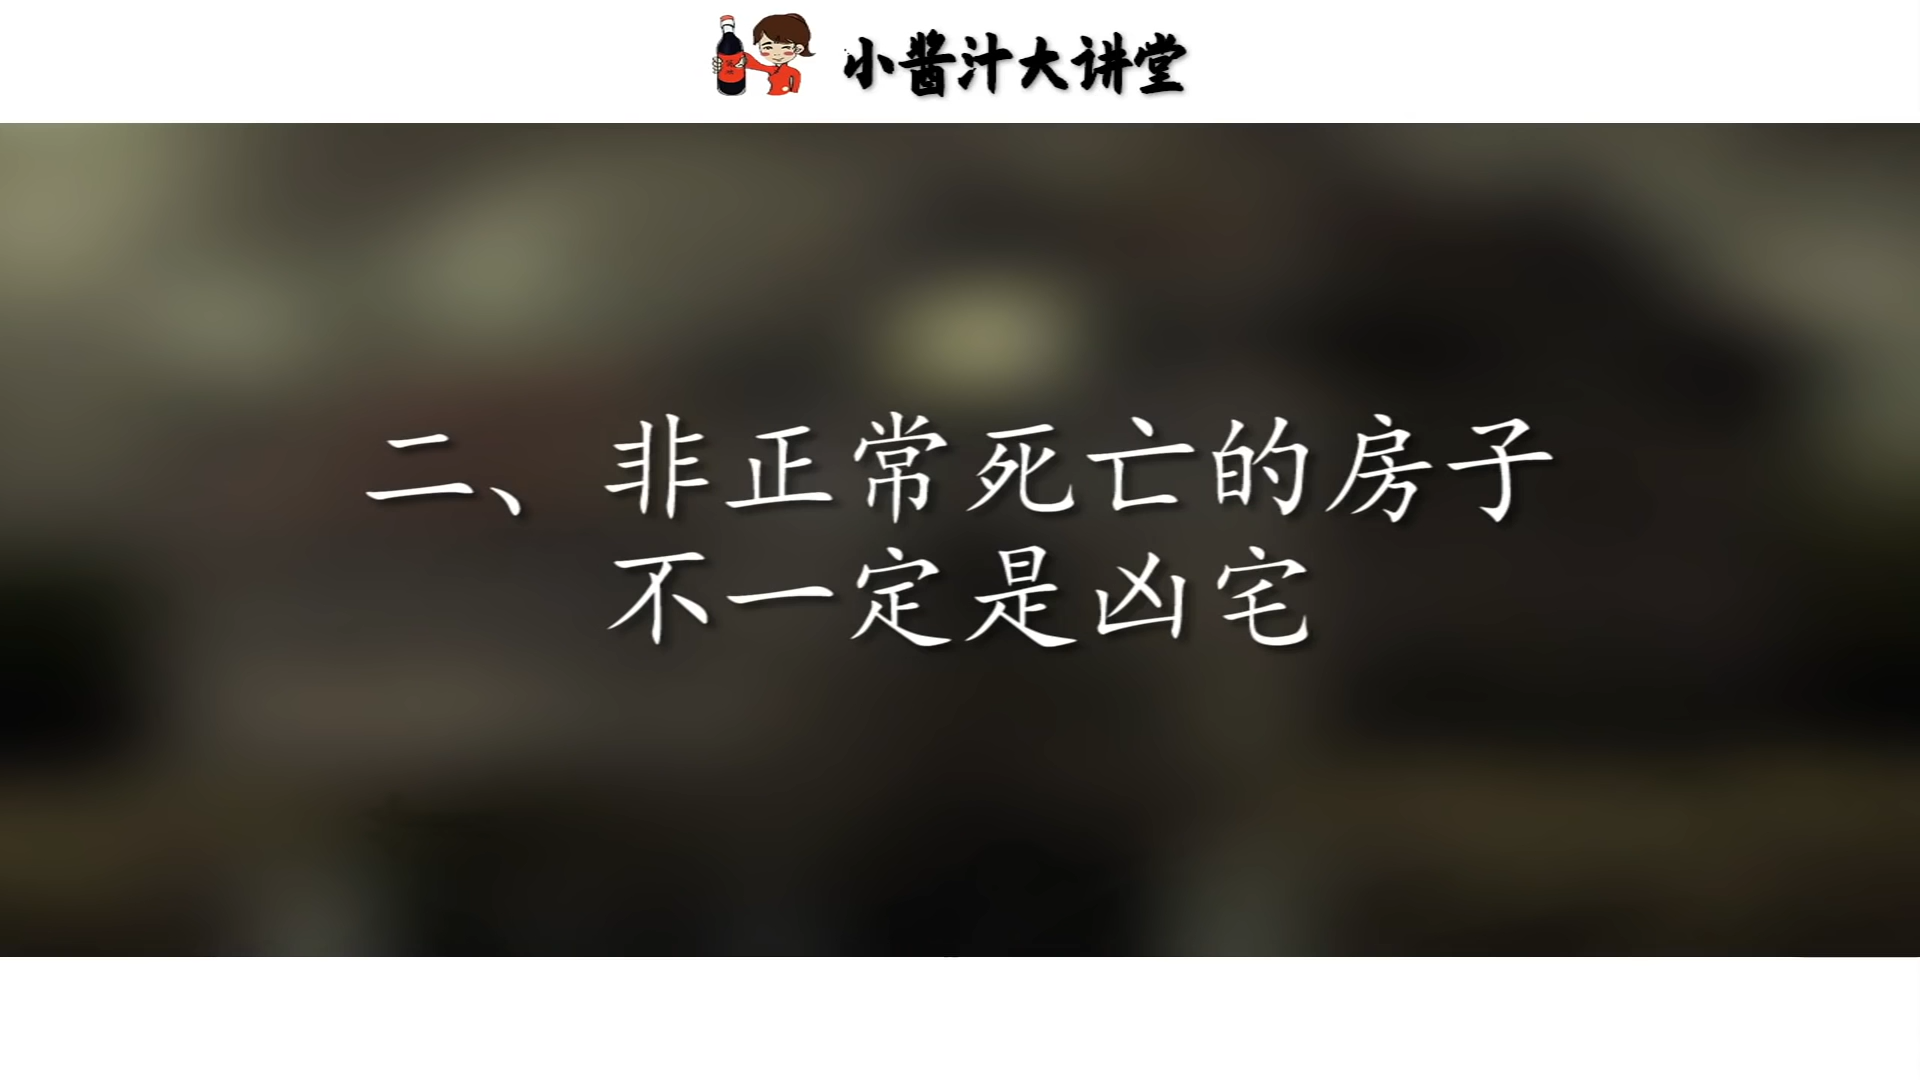 小酱汁大讲堂
二、非正常死亡的房子
不一定是凶宅